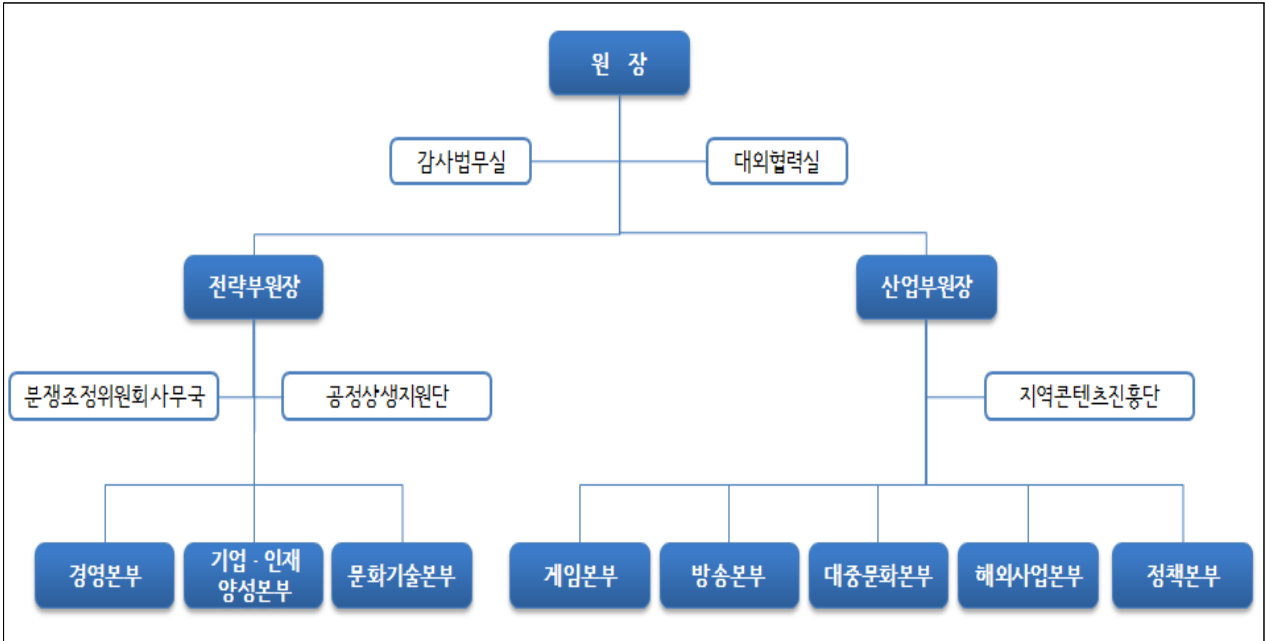 원 장
감사법무실
대외협력실
전략부원장
산업부원장
분쟁조정위원회사무국
공정상생지원단
지역콘텐츠진흥단
경영본부
기업 - 인재
양성본부
문화기술본부
게임본부
방송본부
대중문화본부
해외사업본부
정책본부